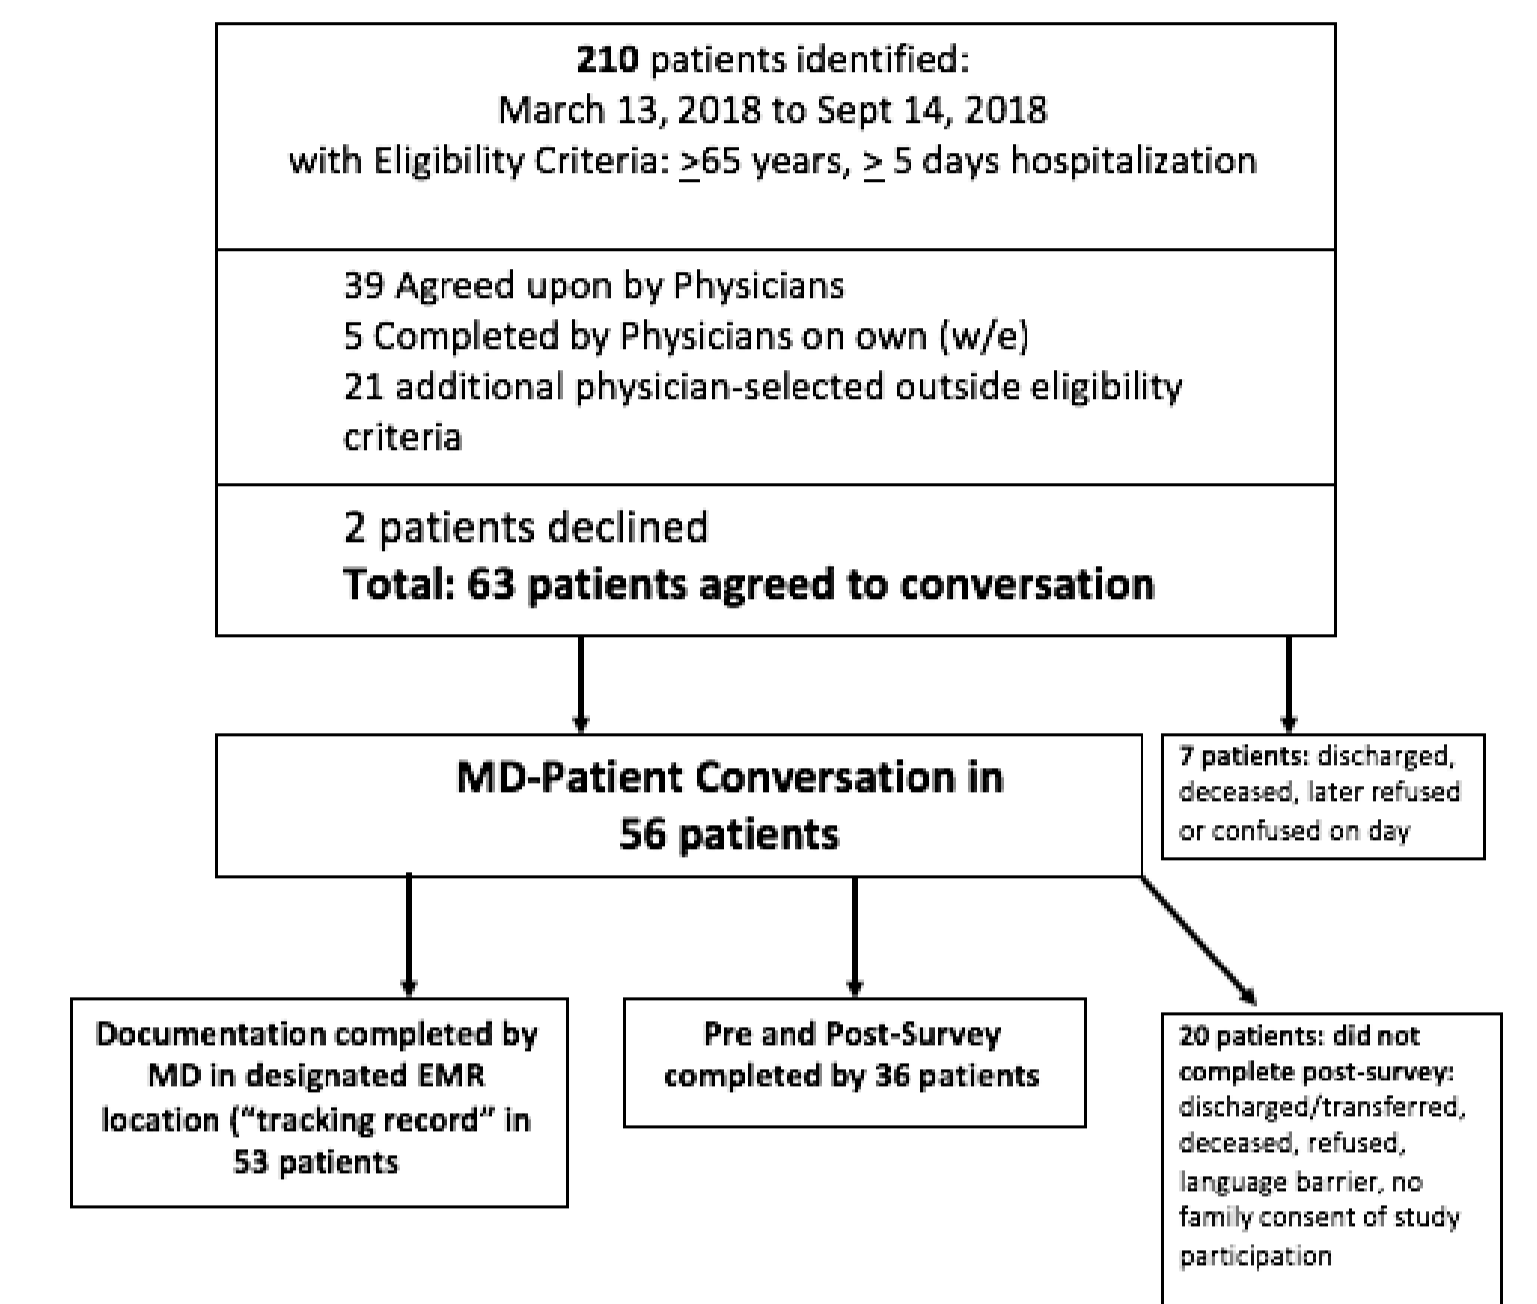 210 patients identified:
March 13, 2018 to Sept 14, 2018
with Eligibility Criteria: ≥65 years, ≥ 5 days hospitalization
39 Agreed upon by Physicians
5 Completed by Physicians on own (w/e)
21 additional physician-selected outside eligibility
criteria
2 patients declined
Total: 63 patients agreed to conversation
MD-Patient Conversation in
56 patients
7 patients: discharged,
deceased, later refused
or confused on day
Documentation completed by
MD in designated EMR
location (“tracking record” in
53 patients
Pre and Post-Survey
completed by 36 patients
20 patients: did not
complete post-survey:
discharged/transferred,
deceased, refused,
language barrier, no
family consent of study
participation